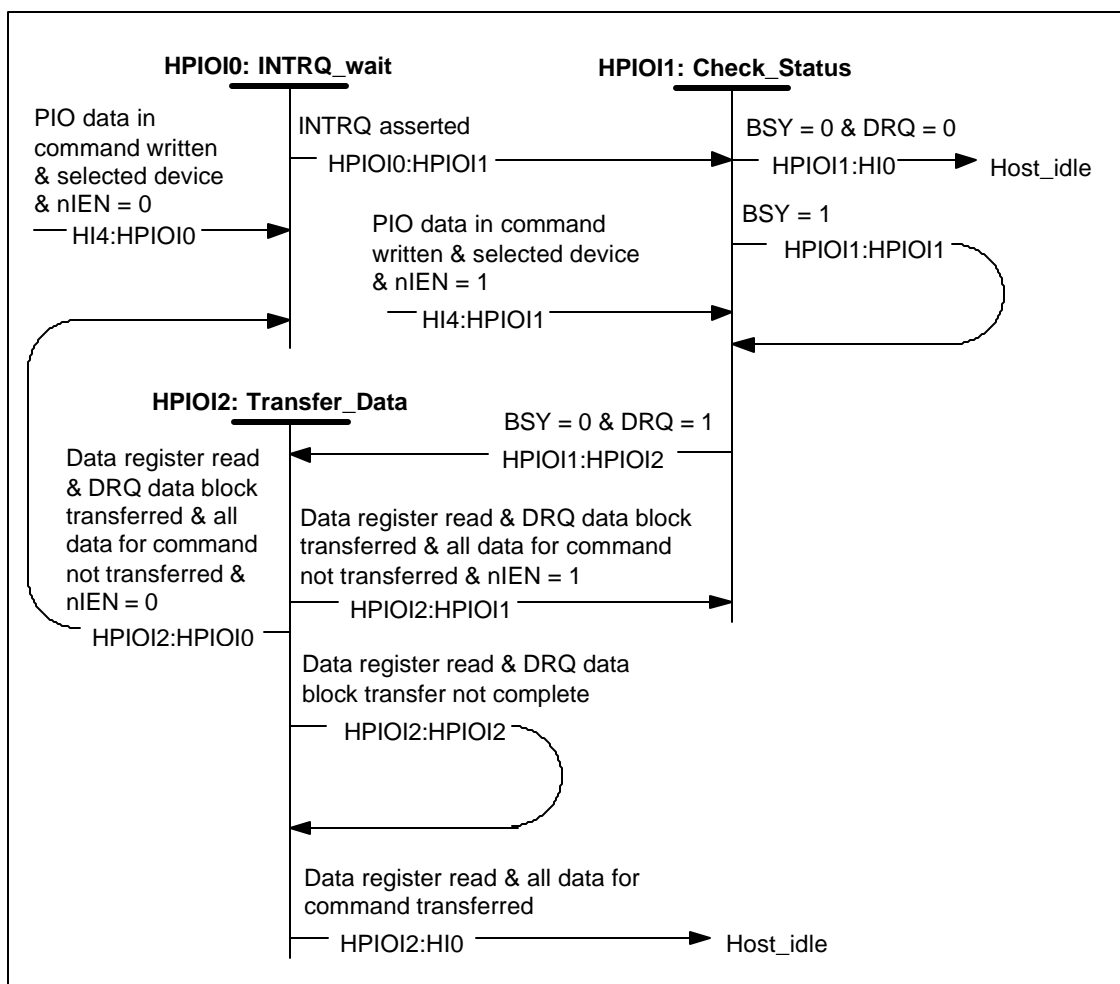 HPIOI0: INTRQ_wait
HPIOI1: Check_Status
PIO data in
command written
& selected device
& nIEN = 0
HI4:HPIOI0
INTRQ asserted
HPIOI0:HPIOI1
BSY = 0 & DRQ = 0
HPIOI1:HI0
Host_idle
PIO data in command
written & selected device
& nIEN = 1
HI4:HPIOI1
BSY = 1
HPIOI1:HPIOI1
HPIOI2: Transfer_Data
BSY = 0 & DRQ = 1
HPIOI1:HPIOI2
Data register read
& DRQ data block
transferred & all
data for command
not transferred &
nIEN = 0
HPIOI2:HPIOI0
Data register read & DRQ data block
transferred & all data for command
not transferred & nIEN = 1
HPIOI2:HPIOI1
Data register read & DRQ data
block transfer not complete
HPIOI2:HPIOI2
Data register read & all data for
command transferred
HPIOI2:HI0
Host_idle